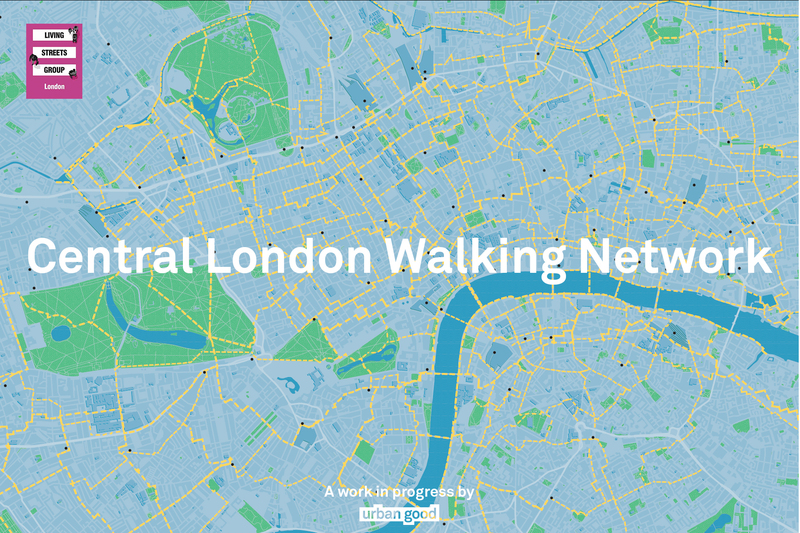 LIVING
STREETS
GROUP
London
Central London Walking Network
A work in progress by
urban good